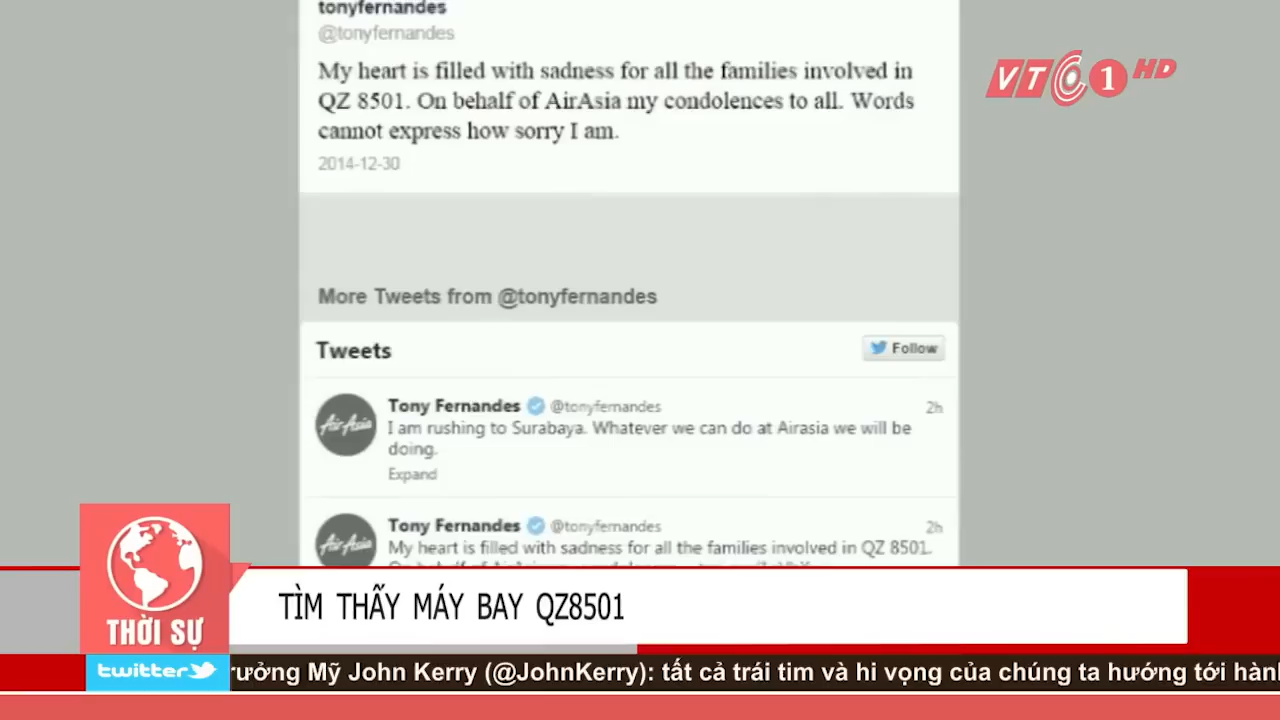 tonyfernandes
@tonyfernandes
My heart is filled with sadness for all the families involved in
QZ 8501. On behalf of AirAsia my condolences to all. Words
cannot express how sorry I am.
2014-12-30
VTC1 HD
More Tweets from @tonyfernandes
Tweets
Follow
AirAsia
Tony Fernandes @tonyfernandes 2h
I am rushing to Surabaya. Whatever we can do at Airasia we will be
doing.
Expand
AirAsia
Tony Fernandes @tonyfernandes 2h
My heart is filled with sadness for all the families involved in QZ 8501.
THỜI SỰ
TÌM THẤY MÁY BAY QZ8501
twitter
rưởng Mỹ John Kerry (@JohnKerry): tất cả trái tim và hi vọng của chúng ta hướng tới hàn